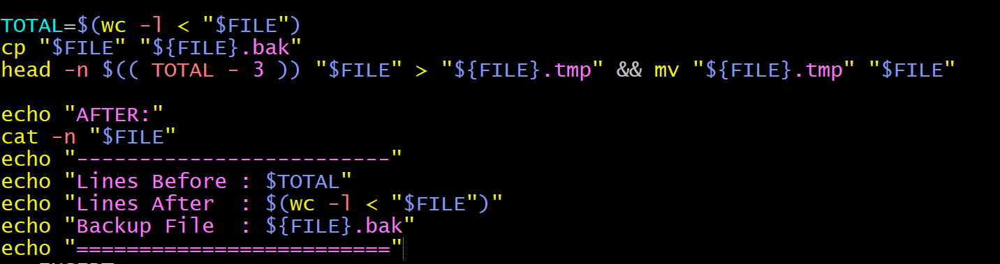 TOTAL=$(wc -l < "$FILE")
cp "$FILE" "${FILE}.bak"
head -n $(( TOTAL - 3 )) "$FILE" > "${FILE}.tmp" && mv "${FILE}.tmp" "$FILE"
echo "AFTER:"
cat -n "$FILE"
echo "-------------------------"
echo "Lines Before : $TOTAL"
echo "Lines After  : $(wc -l < "$FILE")"
echo "Backup File  : ${FILE}.bak"
echo "========================="